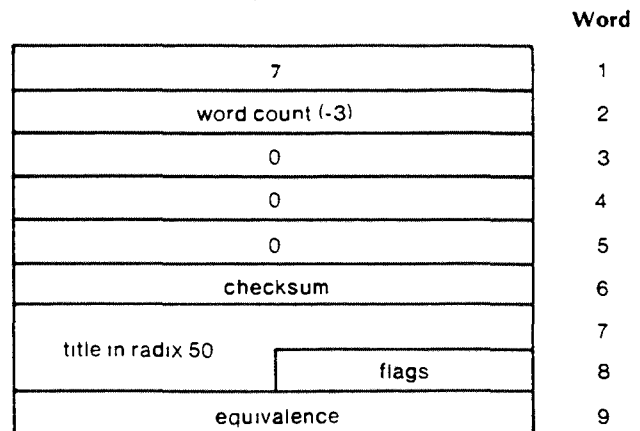 Word
7 1
word count (-3) 2
0 3
0 4
0 5
checksum 6
7
title in radix 50
flags 8
equivalence 9